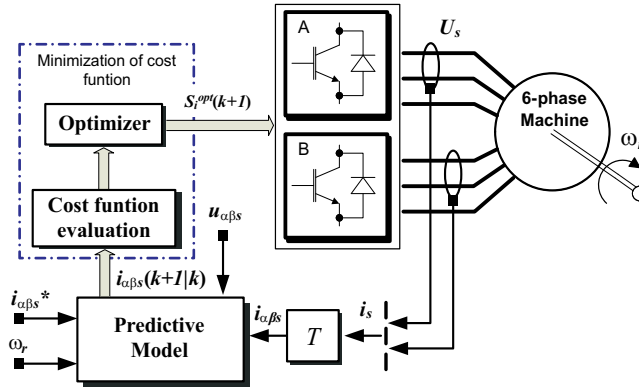 Minimization of cost
funtion
Optimizer
Cost funtion
evaluation
S_i^opt(k+1)
A
B
U_s
6-phase
Machine
ω_r
u_αβs
i_αβs(k+1|k)
i_αβs*
ω_r
Predictive
Model
i_αβs
T
i_s